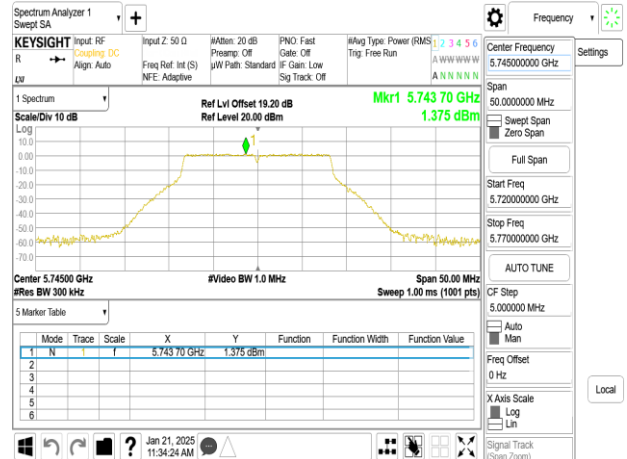 Spectrum Analyzer 1
Swept SA
+
Frequency
KEYSIGHT
R
LXI
Input: RF
Coupling: DC
Align: Auto
Input Z: 50 Ω
Freq Ref: Int (S)
NFE: Adaptive
#Atten: 20 dB
Preamp: Off
µW Path: Standard
PNO: Fast
Gate: Off
IF Gain: Low
Sig Track: Off
#Avg Type: Power (RMS
Trig: Free Run
1 2 3 4 5 6
A W W W W W
A N N N N N
Center Frequency
5.745000000 GHz
Settings
Span
50.0000000 MHz
Swept Span
Zero Span
Full Span
Start Freq
5.720000000 GHz
Stop Freq
5.770000000 GHz
AUTO TUNE
CF Step
5.000000 MHz
Auto
Man
Freq Offset
0 Hz
X Axis Scale
Log
Lin
Signal Track
(Span Zoom)
Local
1 Spectrum
Scale/Div 10 dB
Ref Lvl Offset 19.20 dB
Ref Level 20.00 dBm
Mkr1 5.743 70 GHz
1.375 dBm
Log
10.0
0.00
-10.0
-20.0
-30.0
-40.0
-50.0
-60.0
-70.0
1
Center 5.74500 GHz
#Res BW 300 kHz
#Video BW 1.0 MHz
Span 50.00 MHz
Sweep 1.00 ms (1001 pts)
5 Marker Table
Mode Trace Scale X Y Function Function Width Function Value
1 N 1 f 5.743 70 GHz 1.375 dBm
2
3
4
5
6
?
Jan 21, 2025
11:34:24 AM